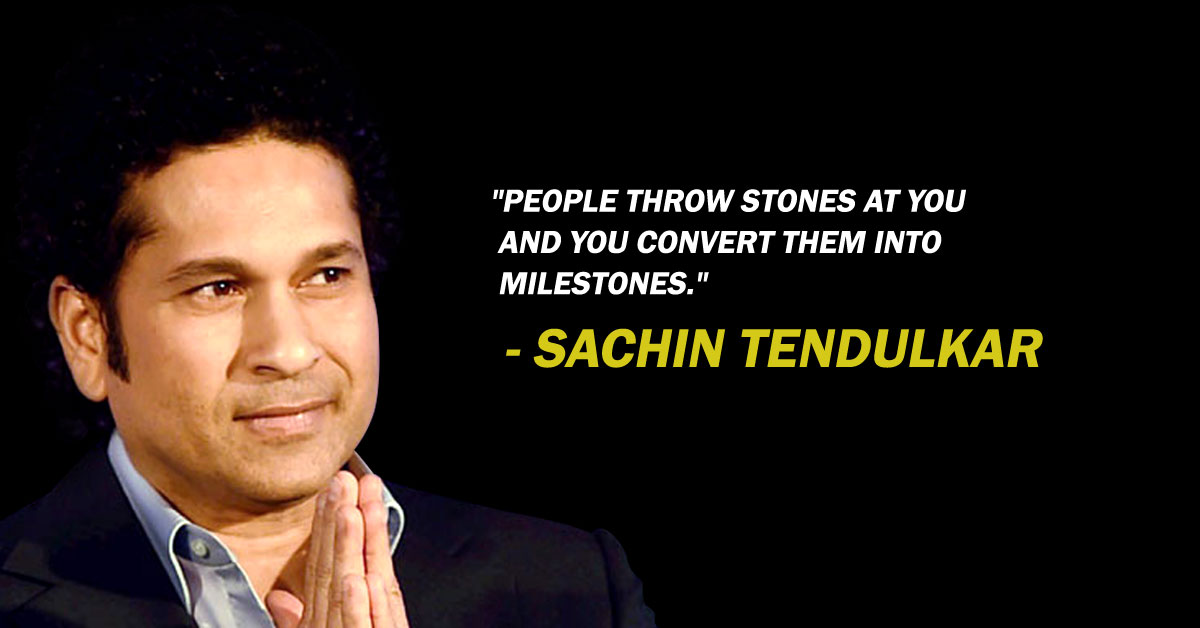 "PEOPLE THROW STONES AT YOU
AND YOU CONVERT THEM INTO
MILESTONES."
- SACHIN TENDULKAR